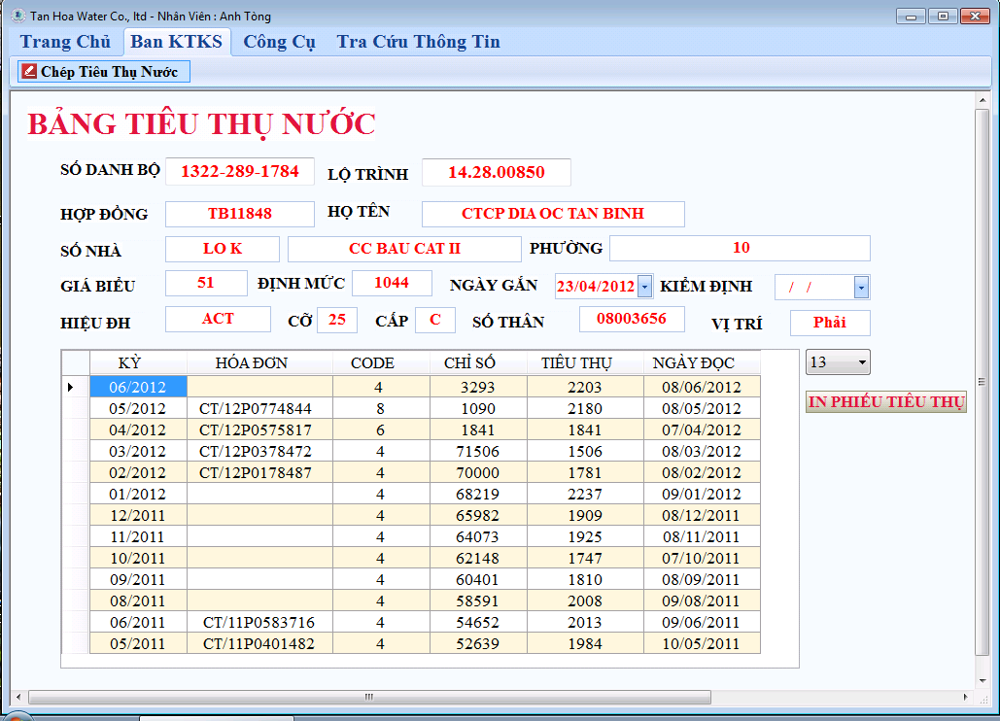 Tan Hoa Water Co., ltd - Nhân Viên : Anh Tòng
Trang Chủ Ban KTKS Công Cụ Tra Cứu Thông Tin
Chép Tiêu Thụ Nước
BẢNG TIÊU THỤ NƯỚC
SỐ DANH BỘ 1322-289-1784 LỘ TRÌNH 14.28.00850
HỢP ĐỒNG TB11848 HỌ TÊN CTCP DIA OC TAN BINH
SỐ NHÀ LO K CC BAU CAT II PHƯỜNG 10
GIÁ BIỂU 51 ĐỊNH MỨC 1044 NGÀY GẮN 23/04/2012 KIỂM ĐỊNH / /
HIỆU ĐH ACT CỠ 25 CẤP C SỐ THÂN 08003656 VỊ TRÍ Phải
KỲ HÓA ĐƠN CODE CHỈ SỐ TIÊU THỤ NGÀY ĐỌC 13
06/2012 4 3293 2203 08/06/2012
05/2012 CT/12P0774844 8 1090 2180 08/05/2012 IN PHIẾU TIÊU THỤ
04/2012 CT/12P0575817 6 1841 1841 07/04/2012
03/2012 CT/12P0378472 4 71506 1506 08/03/2012
02/2012 CT/12P0178487 4 70000 1781 08/02/2012
01/2012 4 68219 2237 09/01/2012
12/2011 4 65982 1909 08/12/2011
11/2011 4 64073 1925 08/11/2011
10/2011 4 62148 1747 07/10/2011
09/2011 4 60401 1810 08/09/2011
08/2011 4 58591 2008 09/08/2011
06/2011 CT/11P0583716 4 54652 2013 09/06/2011
05/2011 CT/11P0401482 4 52639 1984 10/05/2011